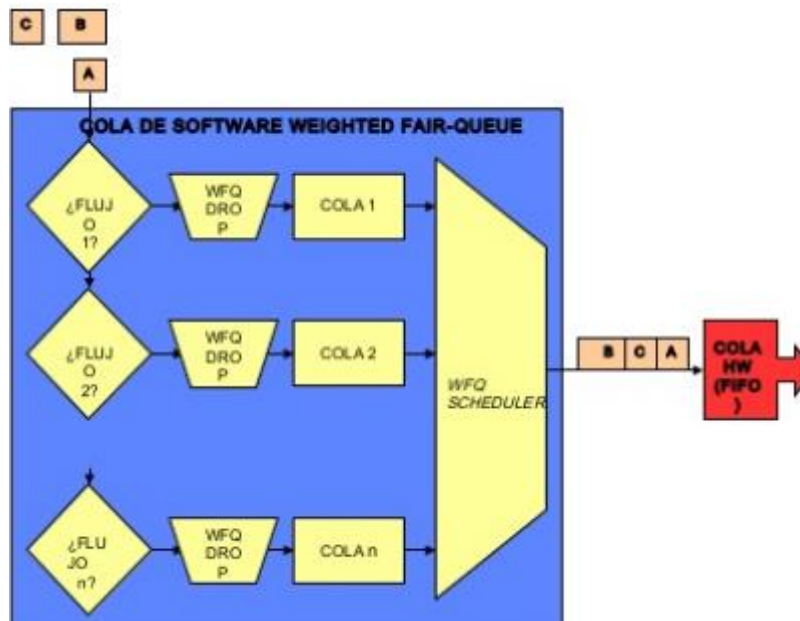 C B
A
COLA DE SOFTWARE WEIGHTED FAIR-QUEUE
¿FLUJ
O
1?
WFQ
DRO
P
COLA 1
¿FLUJ
O
2?
WFQ
DRO
P
COLA 2
WFQ
SCHEDULER
B C A
COLA
HW
(FIFO
)
¿FLU
JO
n?
WFQ
DRO
P
COLA n